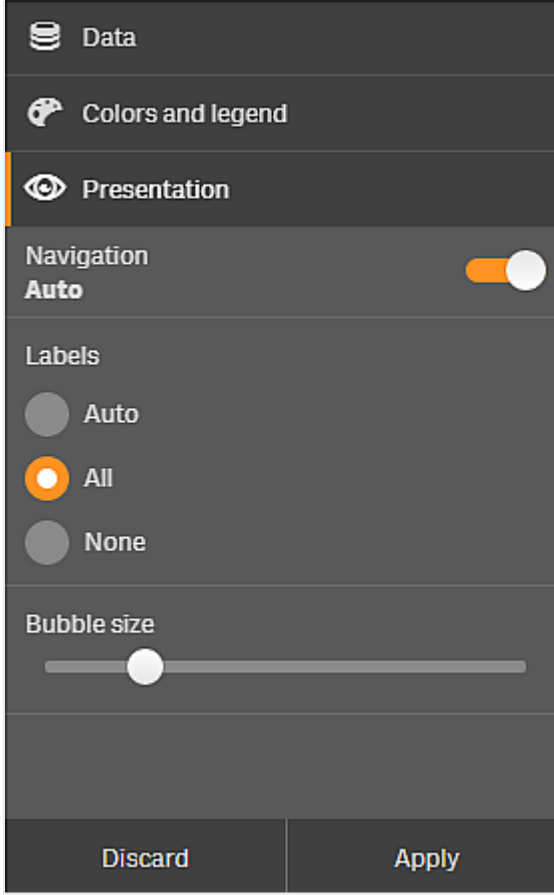 Data
Colors and legend
Presentation
Navigation
Auto
Labels
Auto
All
None
Bubble size
Discard
Apply